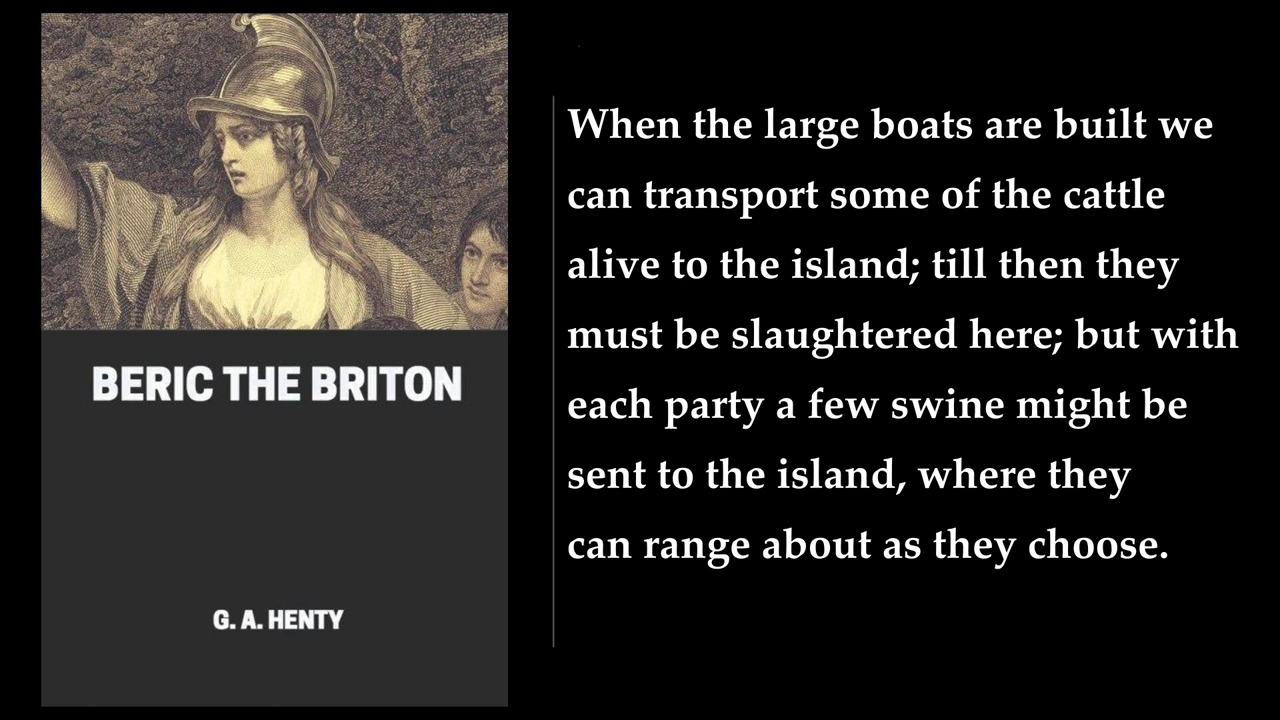 BERIC THE BRITON
G. A. HENTY
When the large boats are built we
can transport some of the cattle
alive to the island; till then they
must be slaughtered here; but with
each party a few swine might be
sent to the island, where they
can range about as they choose.